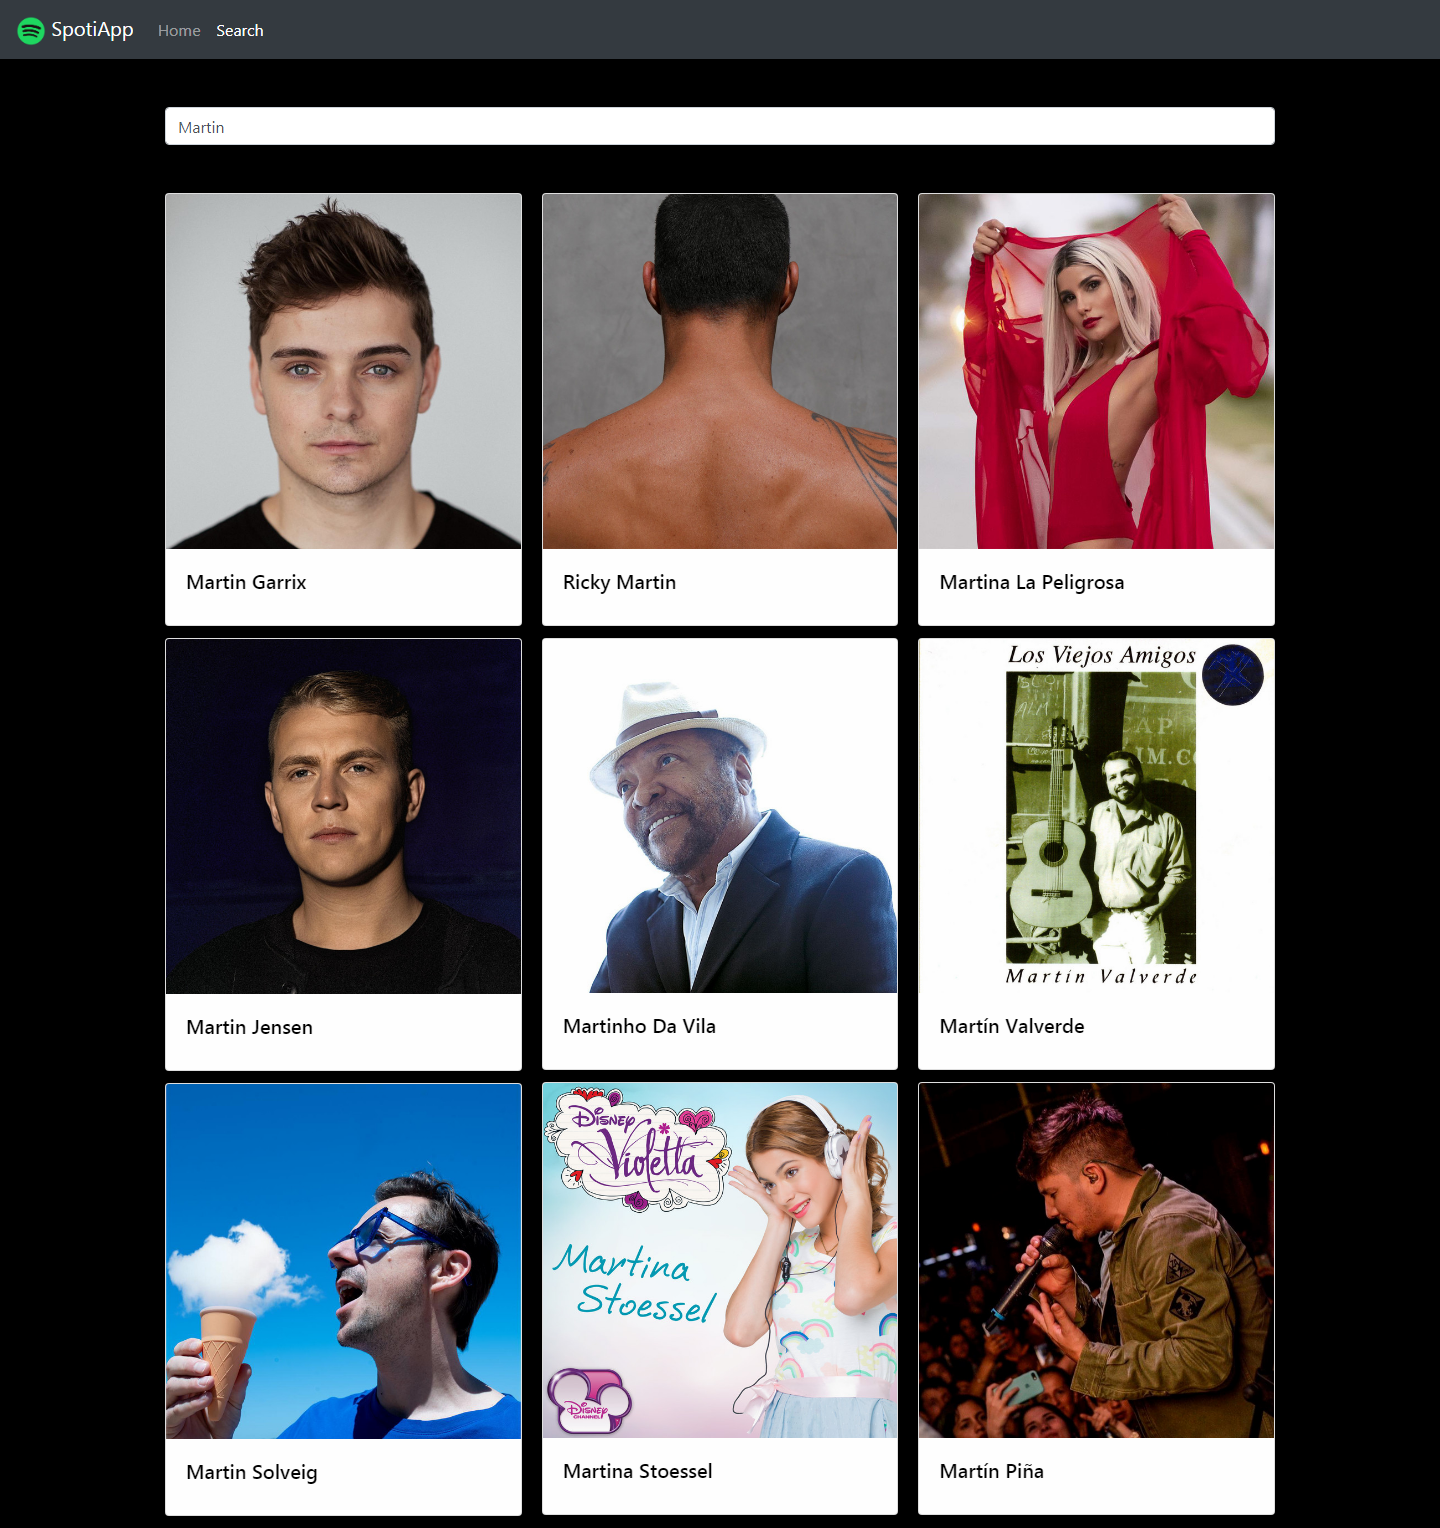 SpotiApp Home Search
Martin
Martin Garrix
Ricky Martin
Martina La Peligrosa
Los Viejos Amigos
Martín Valverde
Martin Jensen
Martinho Da Vila
Martín Valverde
Disney
Violetta
Martina
Stoessel
Disney
CHANNEL
Martin Solveig
Martina Stoessel
Martín Piña